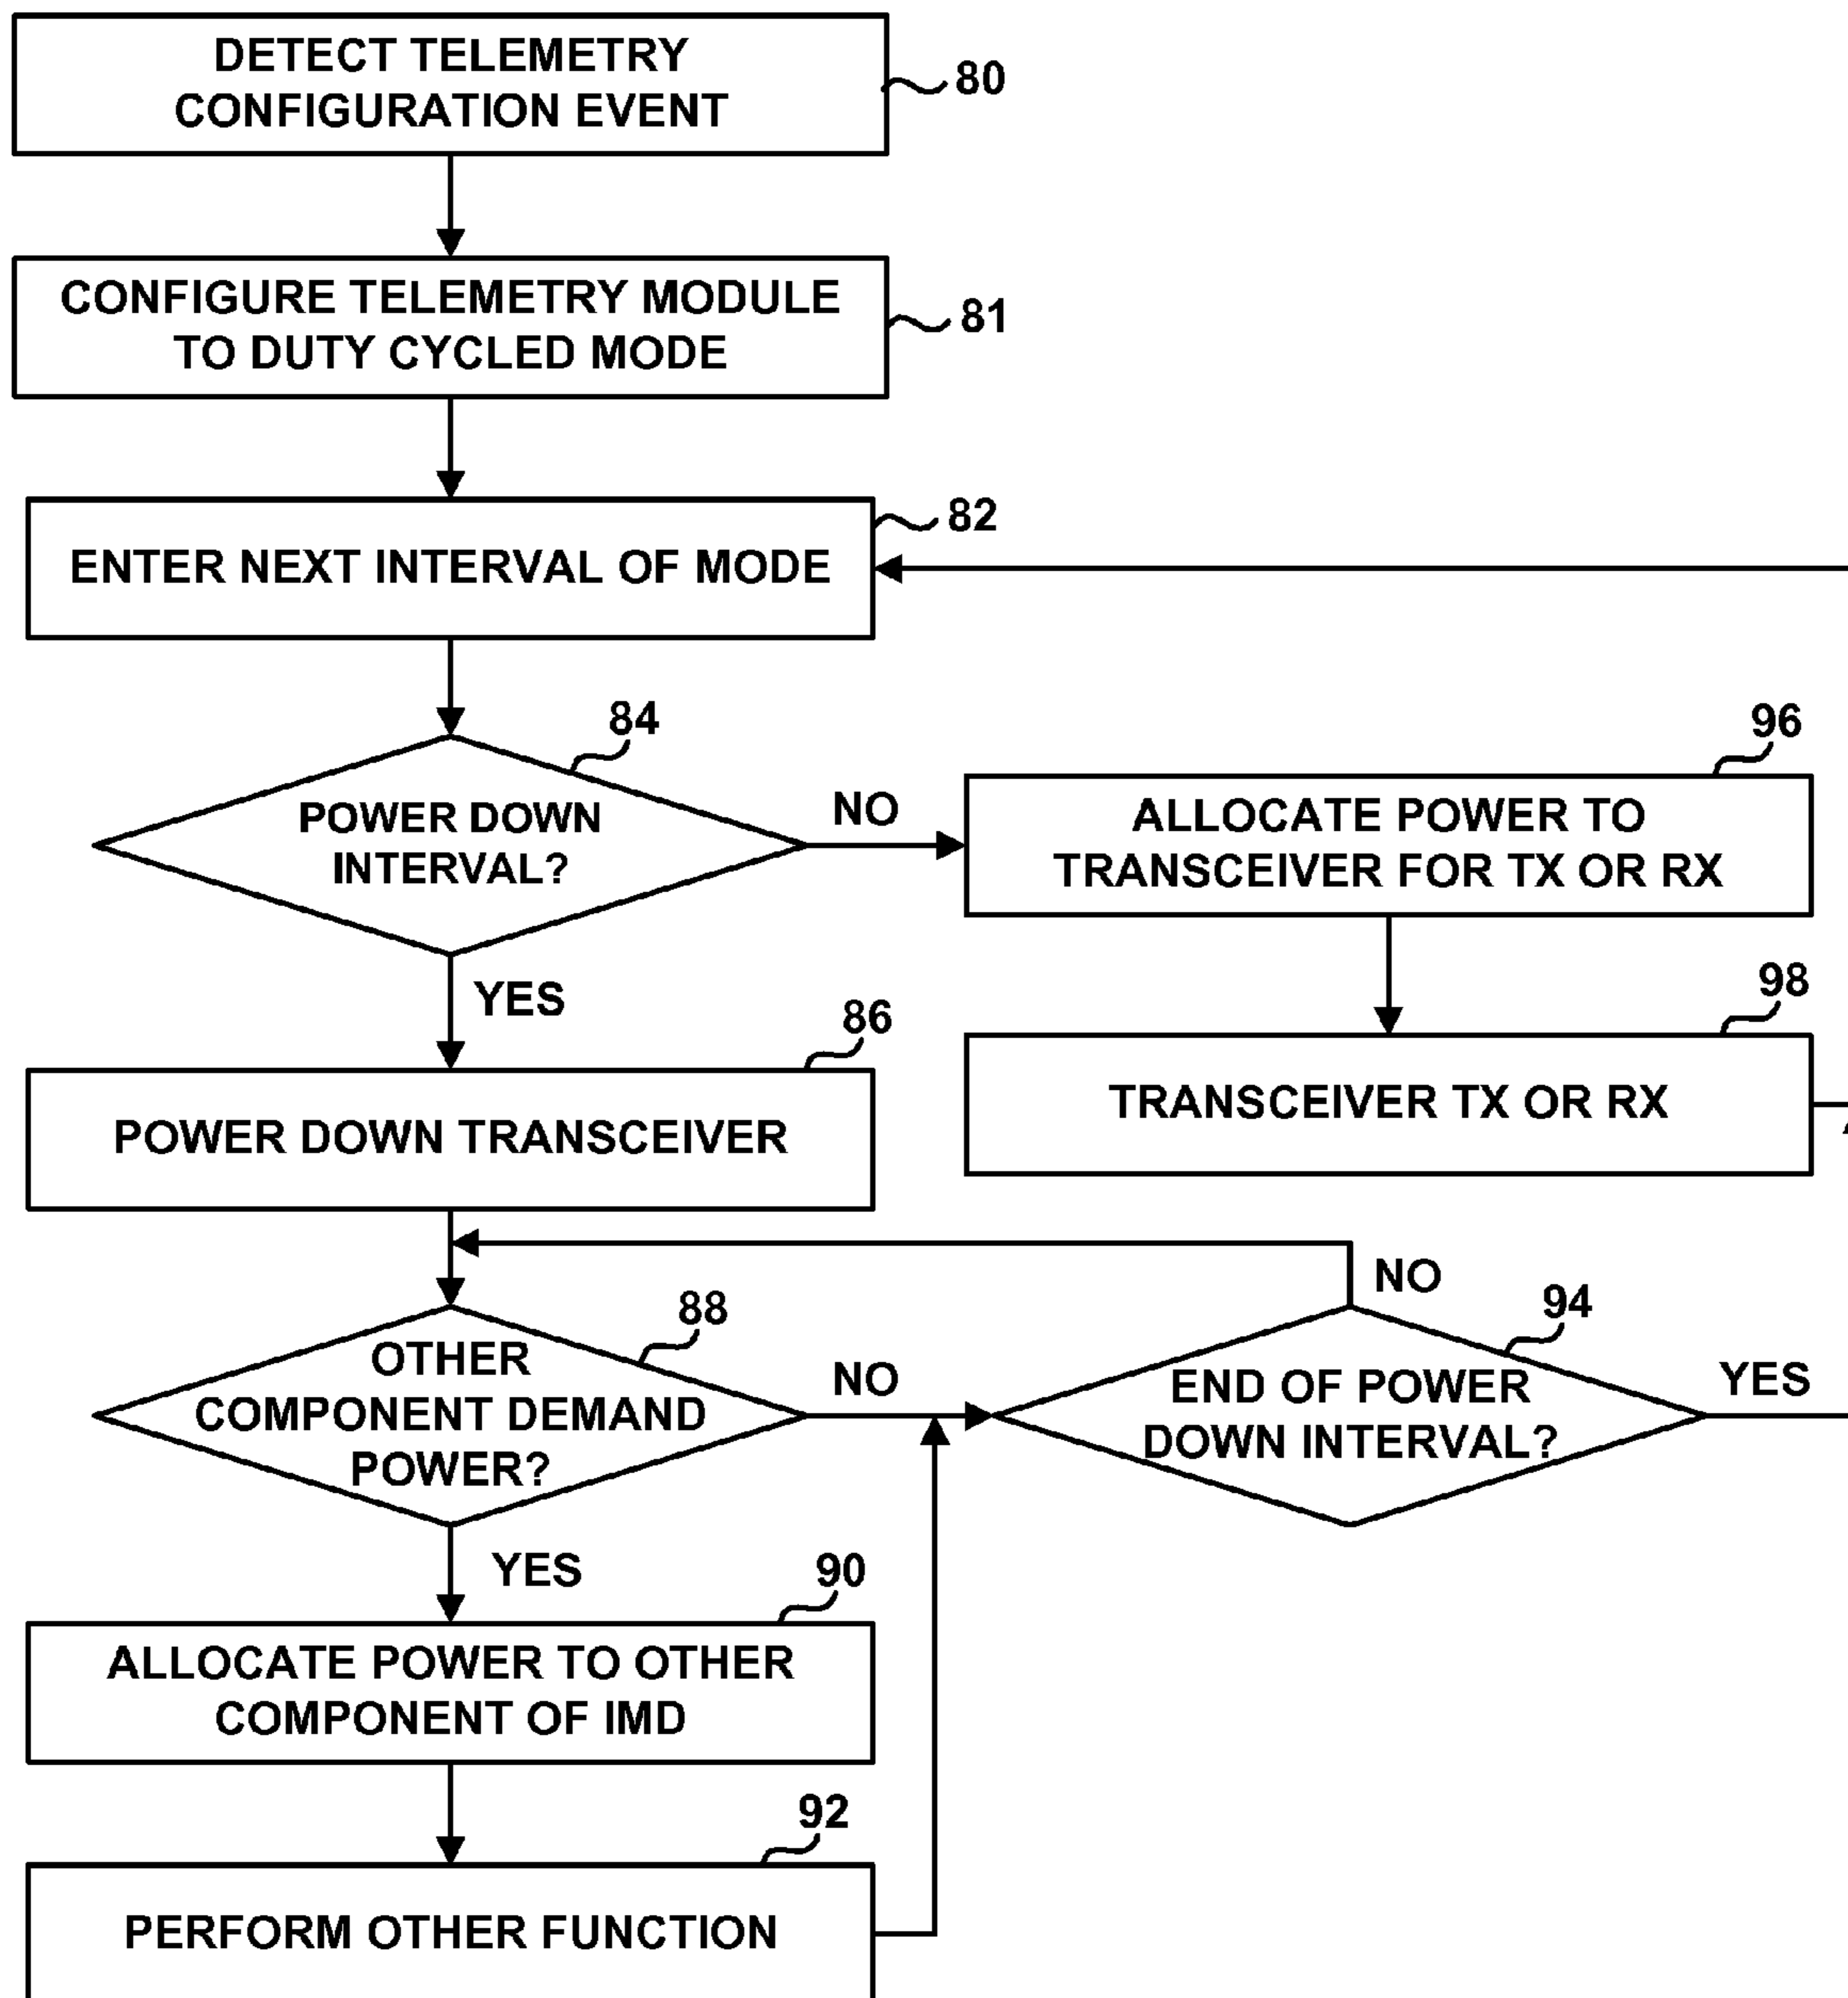 DETECT TELEMETRY
CONFIGURATION EVENT
80
CONFIGURE TELEMETRY MODULE
TO DUTY CYCLED MODE
81
82
ENTER NEXT INTERVAL OF MODE
84
POWER DOWN
INTERVAL?
NO
YES
96
ALLOCATE POWER TO
TRANSCEIVER FOR TX OR RX
98
TRANSCEIVER TX OR RX
86
POWER DOWN TRANSCEIVER
88
OTHER
COMPONENT DEMAND
POWER?
NO
YES
NO
94
END OF POWER
DOWN INTERVAL?
YES
90
ALLOCATE POWER TO OTHER
COMPONENT OF IMD
92
PERFORM OTHER FUNCTION